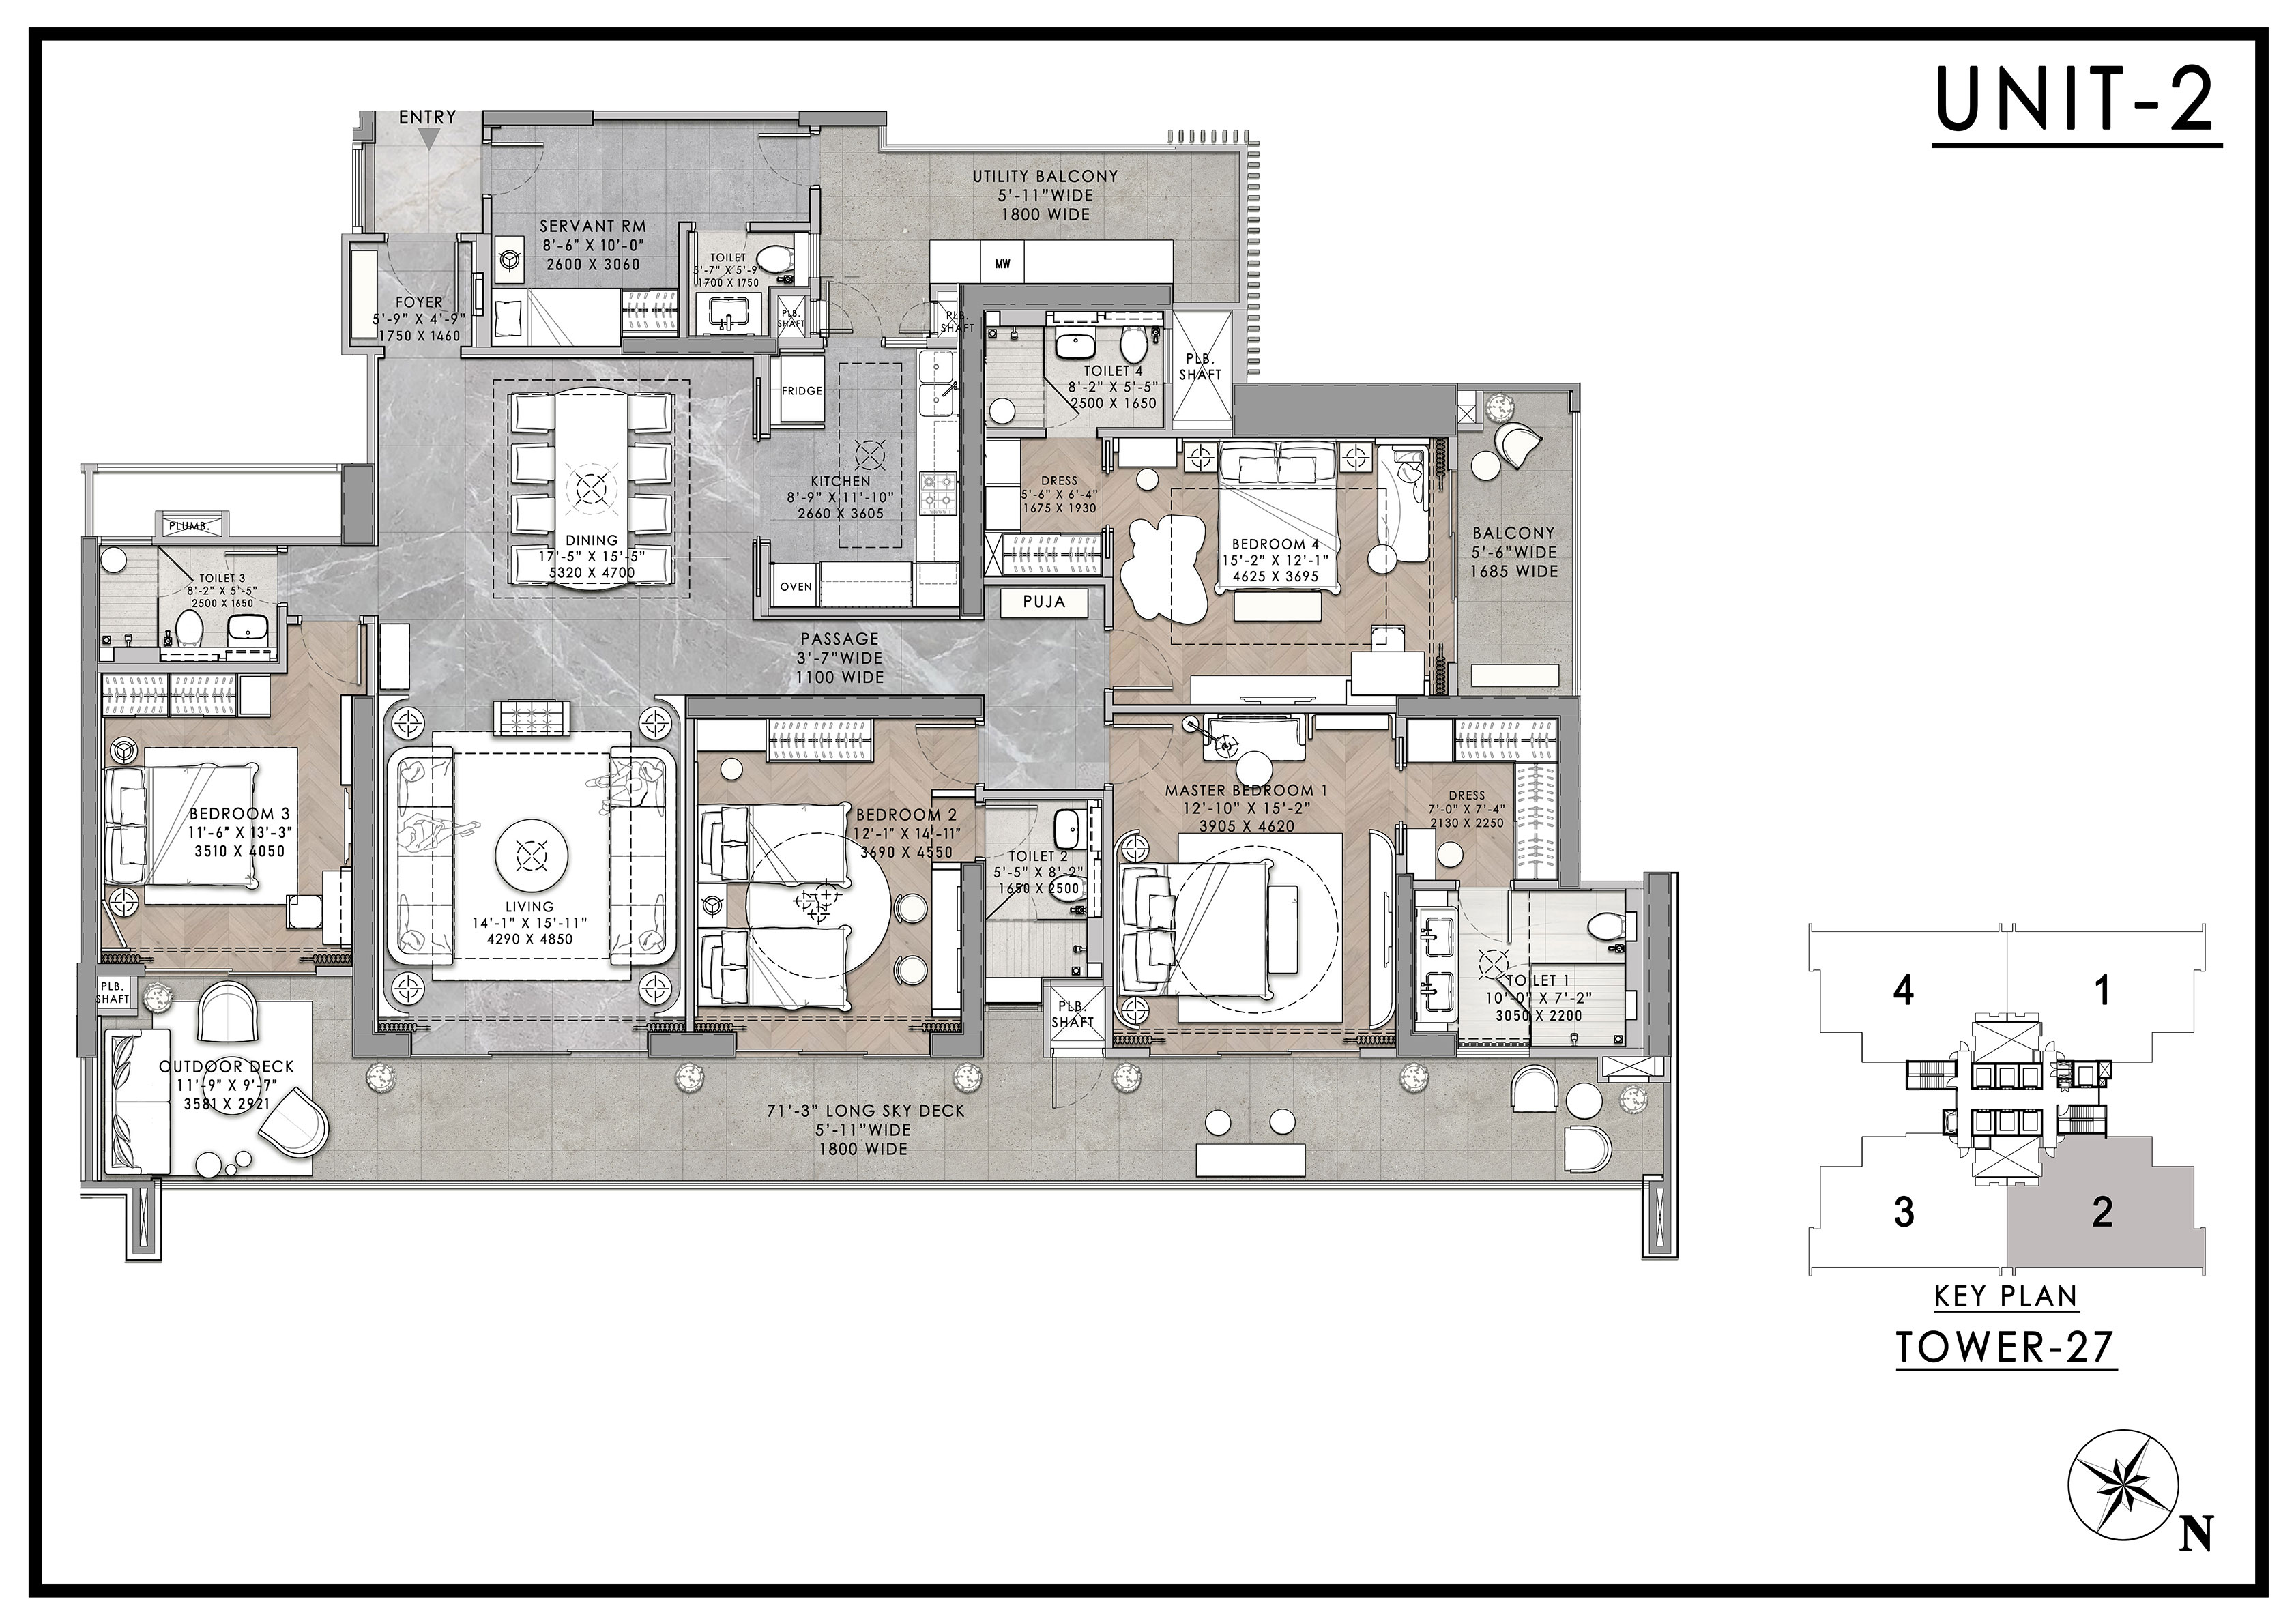 UNIT-2
ENTRY
UTILITY BALCONY
5'-11"WIDE
1800 WIDE
SERVANT RM
8'-6" X 10'-0"
2600 X 3060
TOILET
5'-7" X 5'-9"
1700 X 1750
MW
FOYER
5'-9" X 4'-9"
1750 X 1460
PLB.
SHAFT
PLB.
SHAFT
PLB.
SHAFT
TOILET 4
8'-2" X 5'-5"
2500 X 1650
FRIDGE
KITCHEN
8'-9" X 11'-10"
2660 X 3605
DRESS
5'-6" X 6'-4"
1675 X 1930
PLUMB.
DINING
17'-5" X 15'-5"
5320 X 4700
BEDROOM 4
15'-2" X 12'-1"
4625 X 3695
BALCONY
5'-6"WIDE
1685 WIDE
TOILET 3
8'-2" X 5'-5"
2500 X 1650
OVEN
PUJA
PASSAGE
3'-7"WIDE
1100 WIDE
MASTER BEDROOM 1
12'-10" X 15'-2"
3905 X 4620
DRESS
7'-0" X 7'-4"
2130 X 2250
BEDROOM 3
11'-6" X 13'-3"
3510 X 4050
BEDROOM 2
12'-1" X 14'-11"
3690 X 4550
TOILET 2
5'-5" X 8'-2"
1650 X 2500
LIVING
14'-1" X 15'-11"
4290 X 4850
PLB.
SHAFT
PLB.
SHAFT
TOILET 1
10'-0" X 7'-2"
3050 X 2200
OUTDOOR DECK
11'-9" X 9'-7"
3581 X 2921
71'-3" LONG SKY DECK
5'-11"WIDE
1800 WIDE
4
1
3
2
KEY PLAN
TOWER-27
N